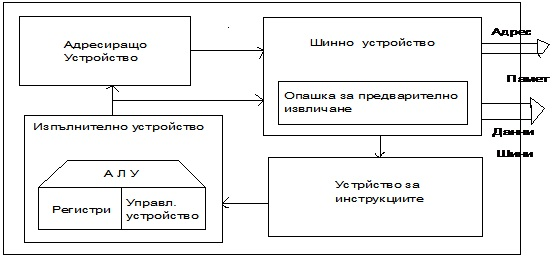 Адресиращо
Устройство
Шинно устройство
Адрес
Памет
Опашка за предварително
извличане
Данни
Шини
Изпълнително устройство
А Л У
Регистри
Управл.
устройство
Устрйство за
инструкциите